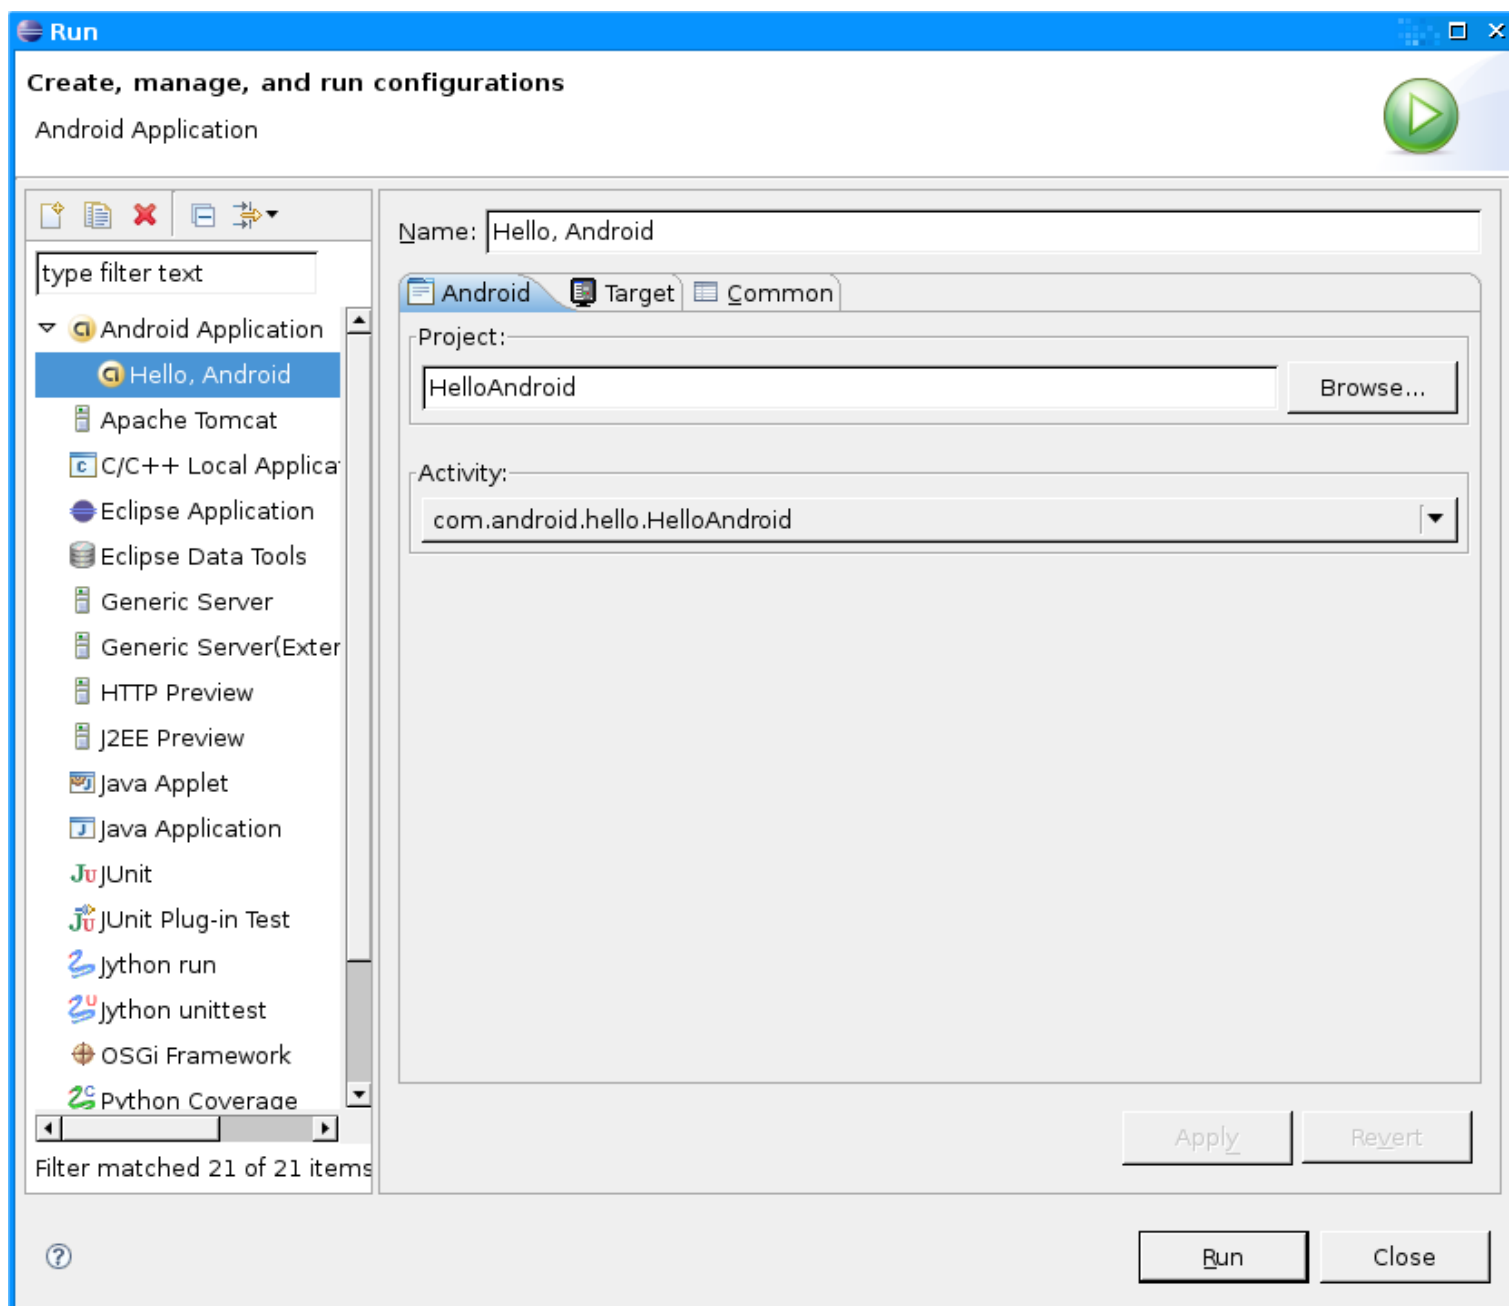 Run
Create, manage, and run configurations
Android Application
type filter text
Android Application
Hello, Android
Apache Tomcat
C/C++ Local Applica
Eclipse Application
Eclipse Data Tools
Generic Server
Generic Server(Exter
HTTP Preview
J2EE Preview
Java Applet
Java Application
JUnit
JUnit Plug-in Test
Jython run
Jython unittest
OSGi Framework
Python Coverage
Filter matched 21 of 21 items
Name: Hello, Android
Android Target Common
Project:
HelloAndroid Browse...
Activity:
com.android.hello.HelloAndroid
Apply Revert
Run Close